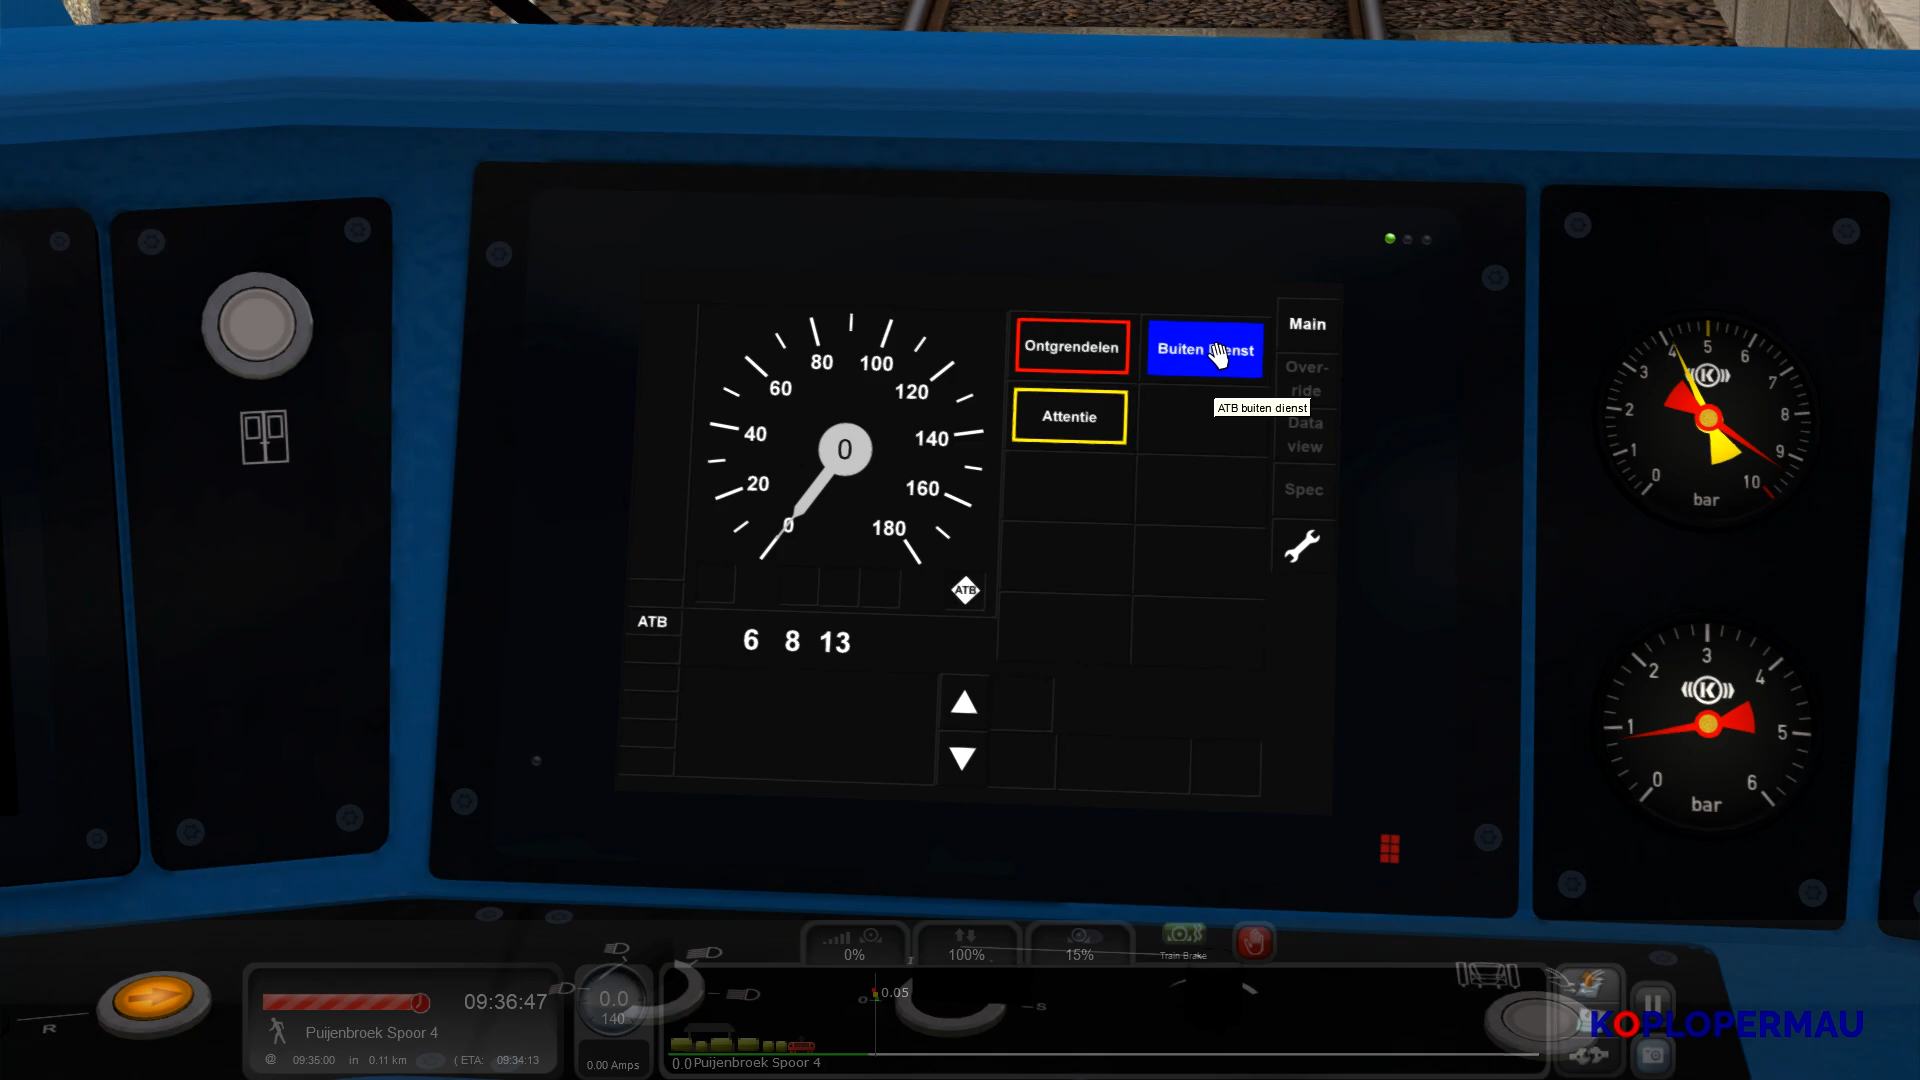 80
100
60
120
40
140
20
160
0
180
0
ATB
ATB
6 8 13
Ontgrendelen
Attentie
ATB buiten dienst
Main
Over-
ride
Data
view
Spec
0
1
2
3
4
5
6
7
8
9
10
K
bar
0
1
2
3
4
5
6
K
bar
0%
100%
15%
Train Brake
R
09:36:47
Puijenbroek Spoor 4
@ 09:35:00 in 0.11 km ( ETA: 09:34:13
0.0
140
0.00 Amps
0
0.05
S
0.0 Puijenbroek Spoor 4
KOPLOPERMAU